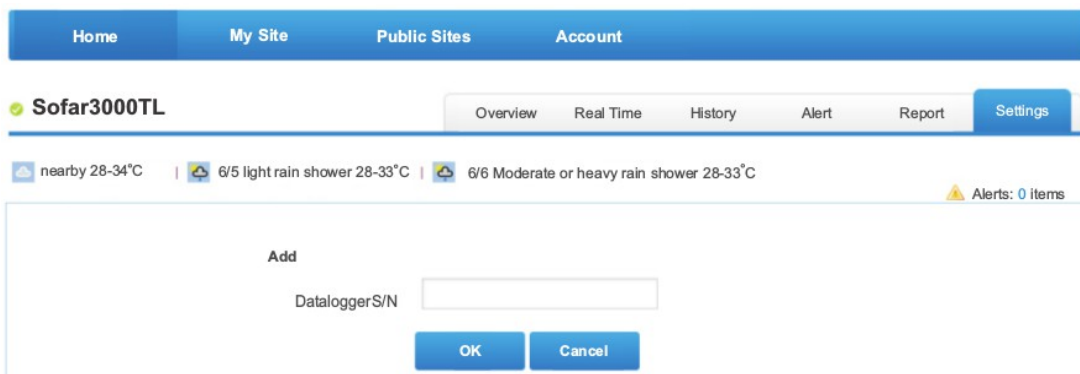 Home My Site Public Sites Account
Sofar3000TL Overview Real Time History Alert Report Settings
nearby 28-34°C | 6/5 light rain shower 28-33°C | 6/6 Moderate or heavy rain shower 28-33°C
Alerts: 0 items
Add
DataloggerS/N
OK Cancel